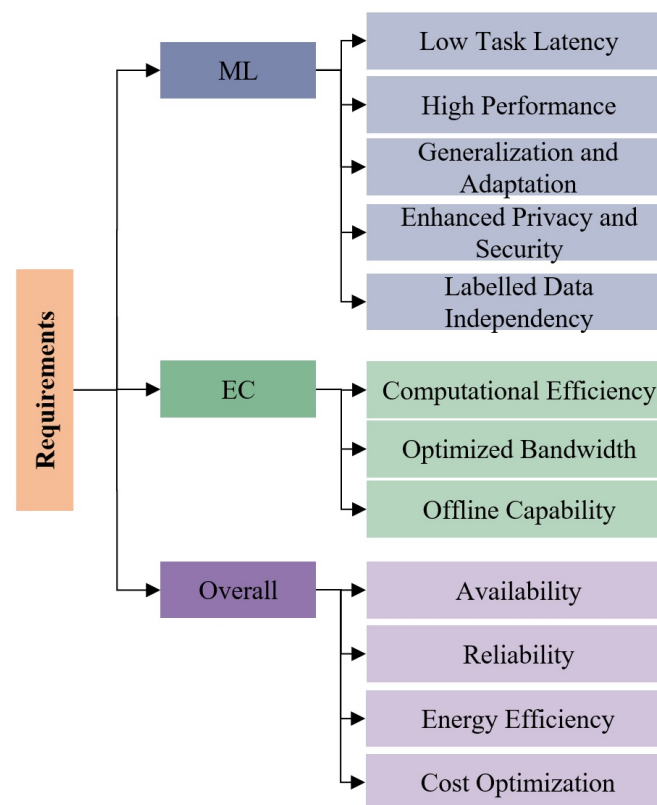 Requirements
ML
Low Task Latency
High Performance
Generalization and
Adaptation
Enhanced Privacy and
Security
Labelled Data
Independency
EC
Computational Efficiency
Optimized Bandwidth
Offline Capability
Overall
Availability
Reliability
Energy Efficiency
Cost Optimization